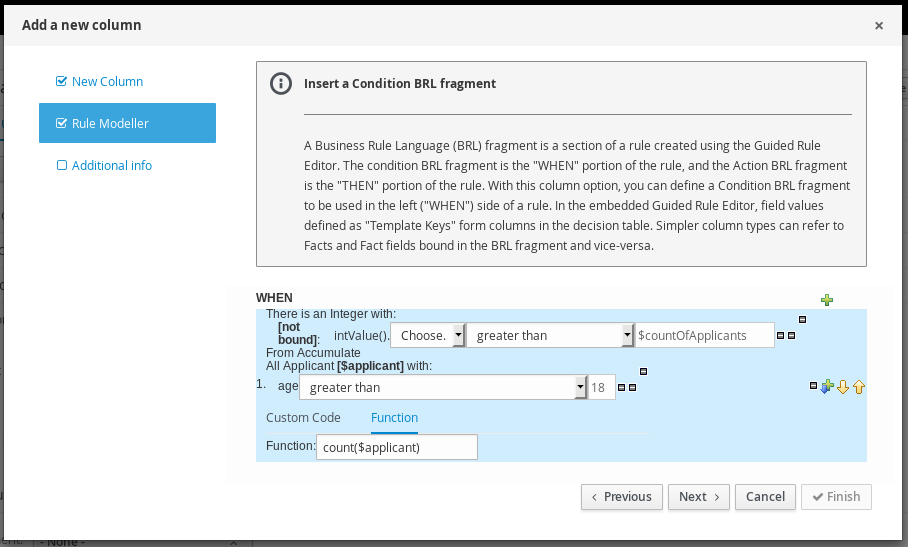 Add a new column
×
New Column
Rule Modeller
Additional info
Insert a Condition BRL fragment
A Business Rule Language (BRL) fragment is a section of a rule created using the Guided Rule
Editor. The condition BRL fragment is the "WHEN" portion of the rule, and the Action BRL fragment
is the "THEN" portion of the rule. With this column option, you can define a Condition BRL fragment
to be used in the left ("WHEN") side of a rule. In the embedded Guided Rule Editor, field values
defined as "Template Keys" form columns in the decision table. Simpler column types can refer to
Facts and Fact fields bound in the BRL fragment and vice-versa.
WHEN
There is an Integer with:
[not
bound]: intValue(). Choose. greater than $countOfApplicants
From Accumulate
All Applicant [$applicant] with:
1. age greater than 18
Custom Code Function
Function: count($applicant)
Previous Next Cancel Finish
- None -